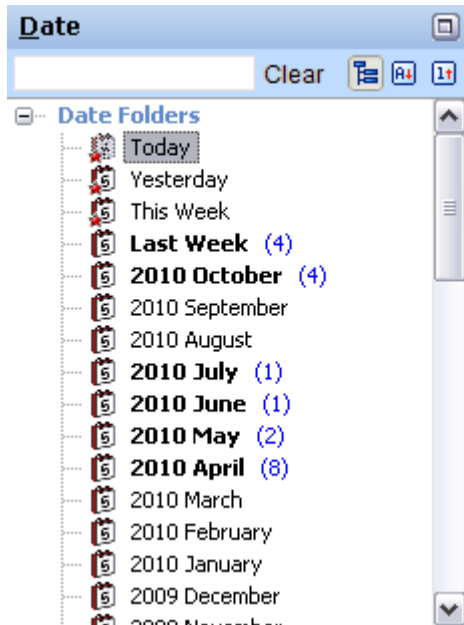 Date
Clear
Date Folders
Today
Yesterday
This Week
Last Week (4)
2010 October (4)
2010 September
2010 August
2010 July (1)
2010 June (1)
2010 May (2)
2010 April (8)
2010 March
2010 February
2010 January
2009 December
2009 November